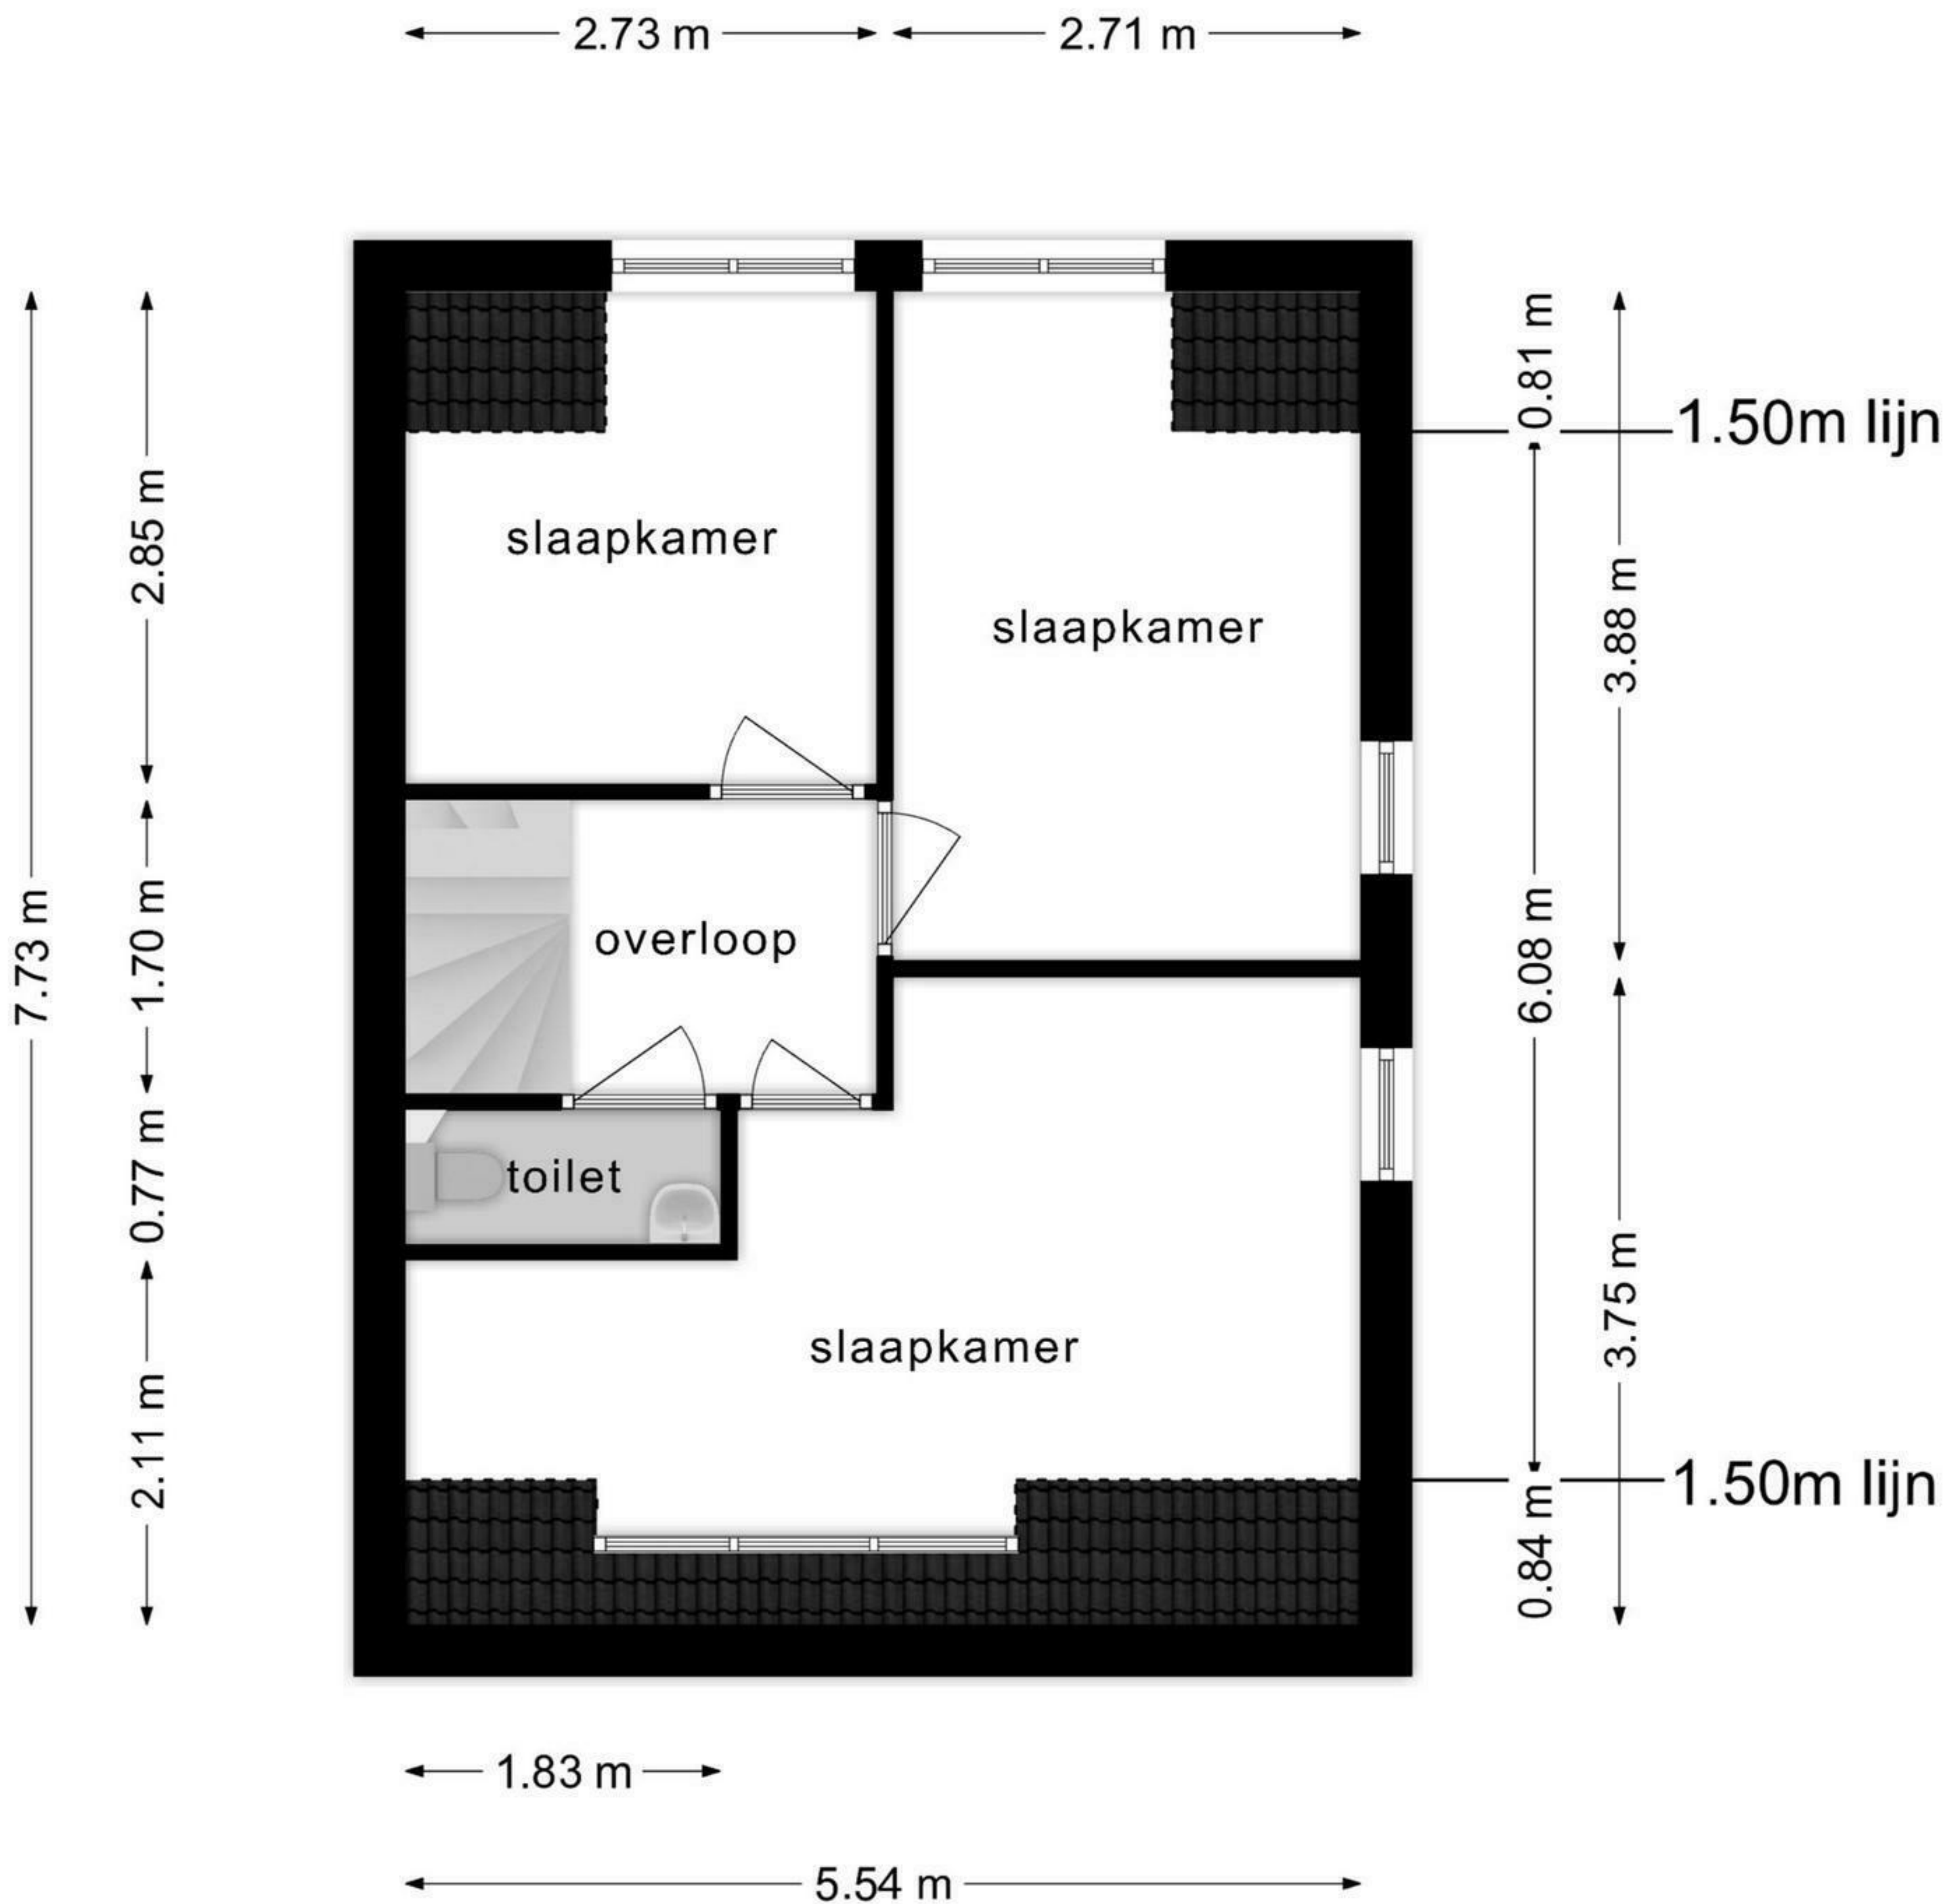 2.73 m
2.71 m
0.81 m
1.50m lijn
2.85 m
slaapkamer
slaapkamer
3.88 m
7.73 m
1.70 m
overloop
6.08 m
0.77 m
toilet
3.75 m
slaapkamer
2.11 m
1.50m lijn
0.84 m
1.83 m
5.54 m